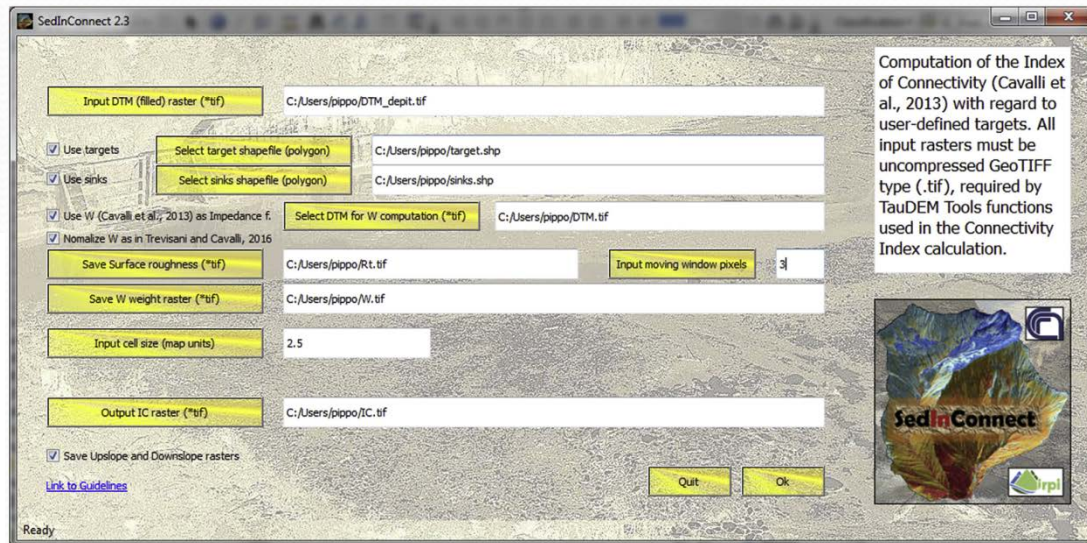 SedInConnect 2.3
Input DTM (filled) raster (*tif)
C:/Users/pippo/DTM_depit.tif
Use targets
Select target shapefile (polygon)
C:/Users/pippo/target.shp
Use sinks
Select sinks shapefile (polygon)
C:/Users/pippo/sinks.shp
Use W (Cavalli et al., 2013) as Impedance f.
Select DTM for W computation (*tif)
C:/Users/pippo/DTM.tif
Nomalize W as in Trevisani and Cavalli, 2016
Save Surface roughness (*tif)
C:/Users/pippo/Rt.tif
Input moving window pixels
3
Save W weight raster (*tif)
C:/Users/pippo/W.tif
Input cell size (map units)
2.5
Output IC raster (*tif)
C:/Users/pippo/IC.tif
Save Upslope and Downslope rasters
Link to Guidelines
Quit
Ok
Ready
Computation of the Index
of Connectivity (Cavalli et
al., 2013) with regard to
user-defined targets. All
input rasters must be
uncompressed GeoTIFF
type (.tif), required by
TauDEM Tools functions
used in the Connectivity
Index calculation.
SedInConnect
irpi